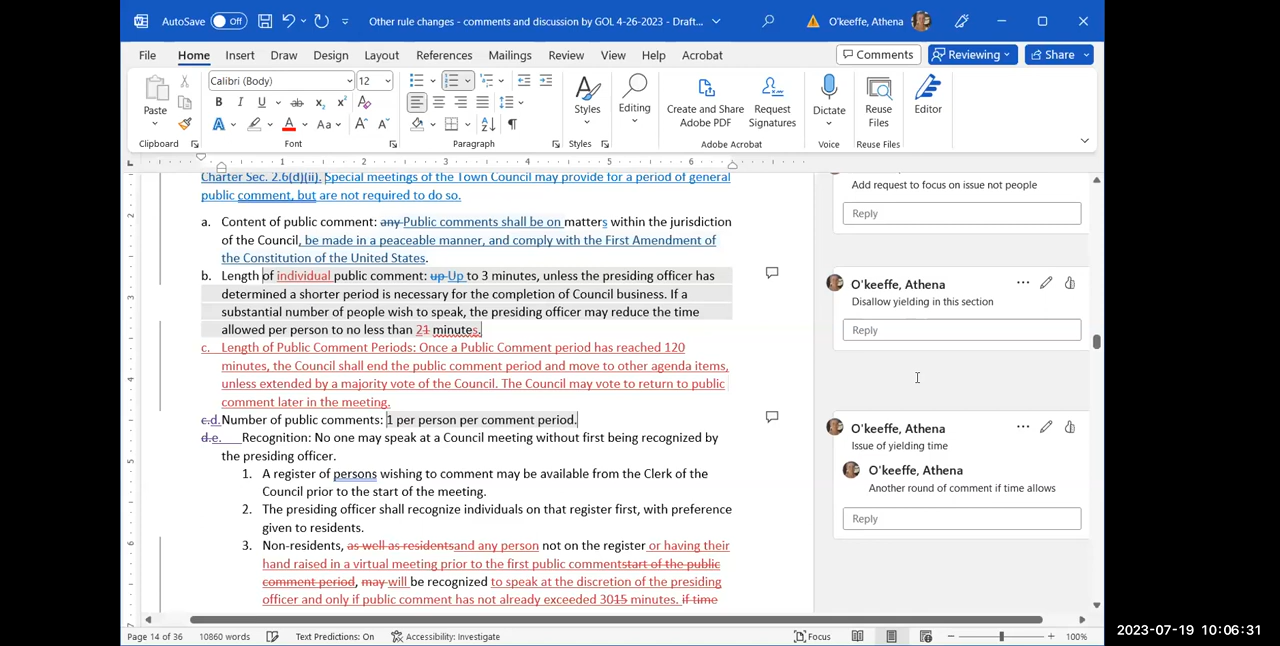 AutoSave Off Other rule changes - comments and discussion by GOL 4-26-2023 - Draft... O'keeffe, Athena
File Home Insert Draw Design Layout References Mailings Review View Help Acrobat Comments Reviewing Share
Calibri (Body) 12
Paste Styles Editing Create and Share Request Dictate Reuse Editor
Adobe PDF Signatures Files
Clipboard Font Paragraph Styles Adobe Acrobat Voice Reuse Files
Charter Sec. 2.6(d)(ii). Special meetings of the Town Council may provide for a period of general
public comment, but are not required to do so.
a. Content of public comment: any Public comments shall be on matters within the jurisdiction
of the Council, be made in a peaceable manner, and comply with the First Amendment of
the Constitution of the United States.
b. Length of individual public comment: up Up to 3 minutes, unless the presiding officer has
determined a shorter period is necessary for the completion of Council business. If a
substantial number of people wish to speak, the presiding officer may reduce the time
allowed per person to no less than 21 minutes.
c. Length of Public Comment Periods: Once a Public Comment period has reached 120
minutes, the Council shall end the public comment period and move to other agenda items,
unless extended by a majority vote of the Council. The Council may vote to return to public
comment later in the meeting.
c.d. Number of public comments: 1 per person per comment period.
d.e. Recognition: No one may speak at a Council meeting without first being recognized by
the presiding officer.
1. A register of persons wishing to comment may be available from the Clerk of the
Council prior to the start of the meeting.
2. The presiding officer shall recognize individuals on that register first, with preference
given to residents.
3. Non-residents, as well as residentsand any person not on the register or having their
hand raised in a virtual meeting prior to the first public commentstart of the public
comment period, may will be recognized to speak at the discretion of the presiding
officer and only if public comment has not already exceeded 3015 minutes. if time
Add request to focus on issue not people
Reply
O'keeffe, Athena
Disallow yielding in this section
Reply
O'keeffe, Athena
Issue of yielding time
O'keeffe, Athena
Another round of comment if time allows
Reply
Page 14 of 36 10860 words Text Predictions: On Accessibility: Investigate Focus 100%
2023-07-19 10:06:31